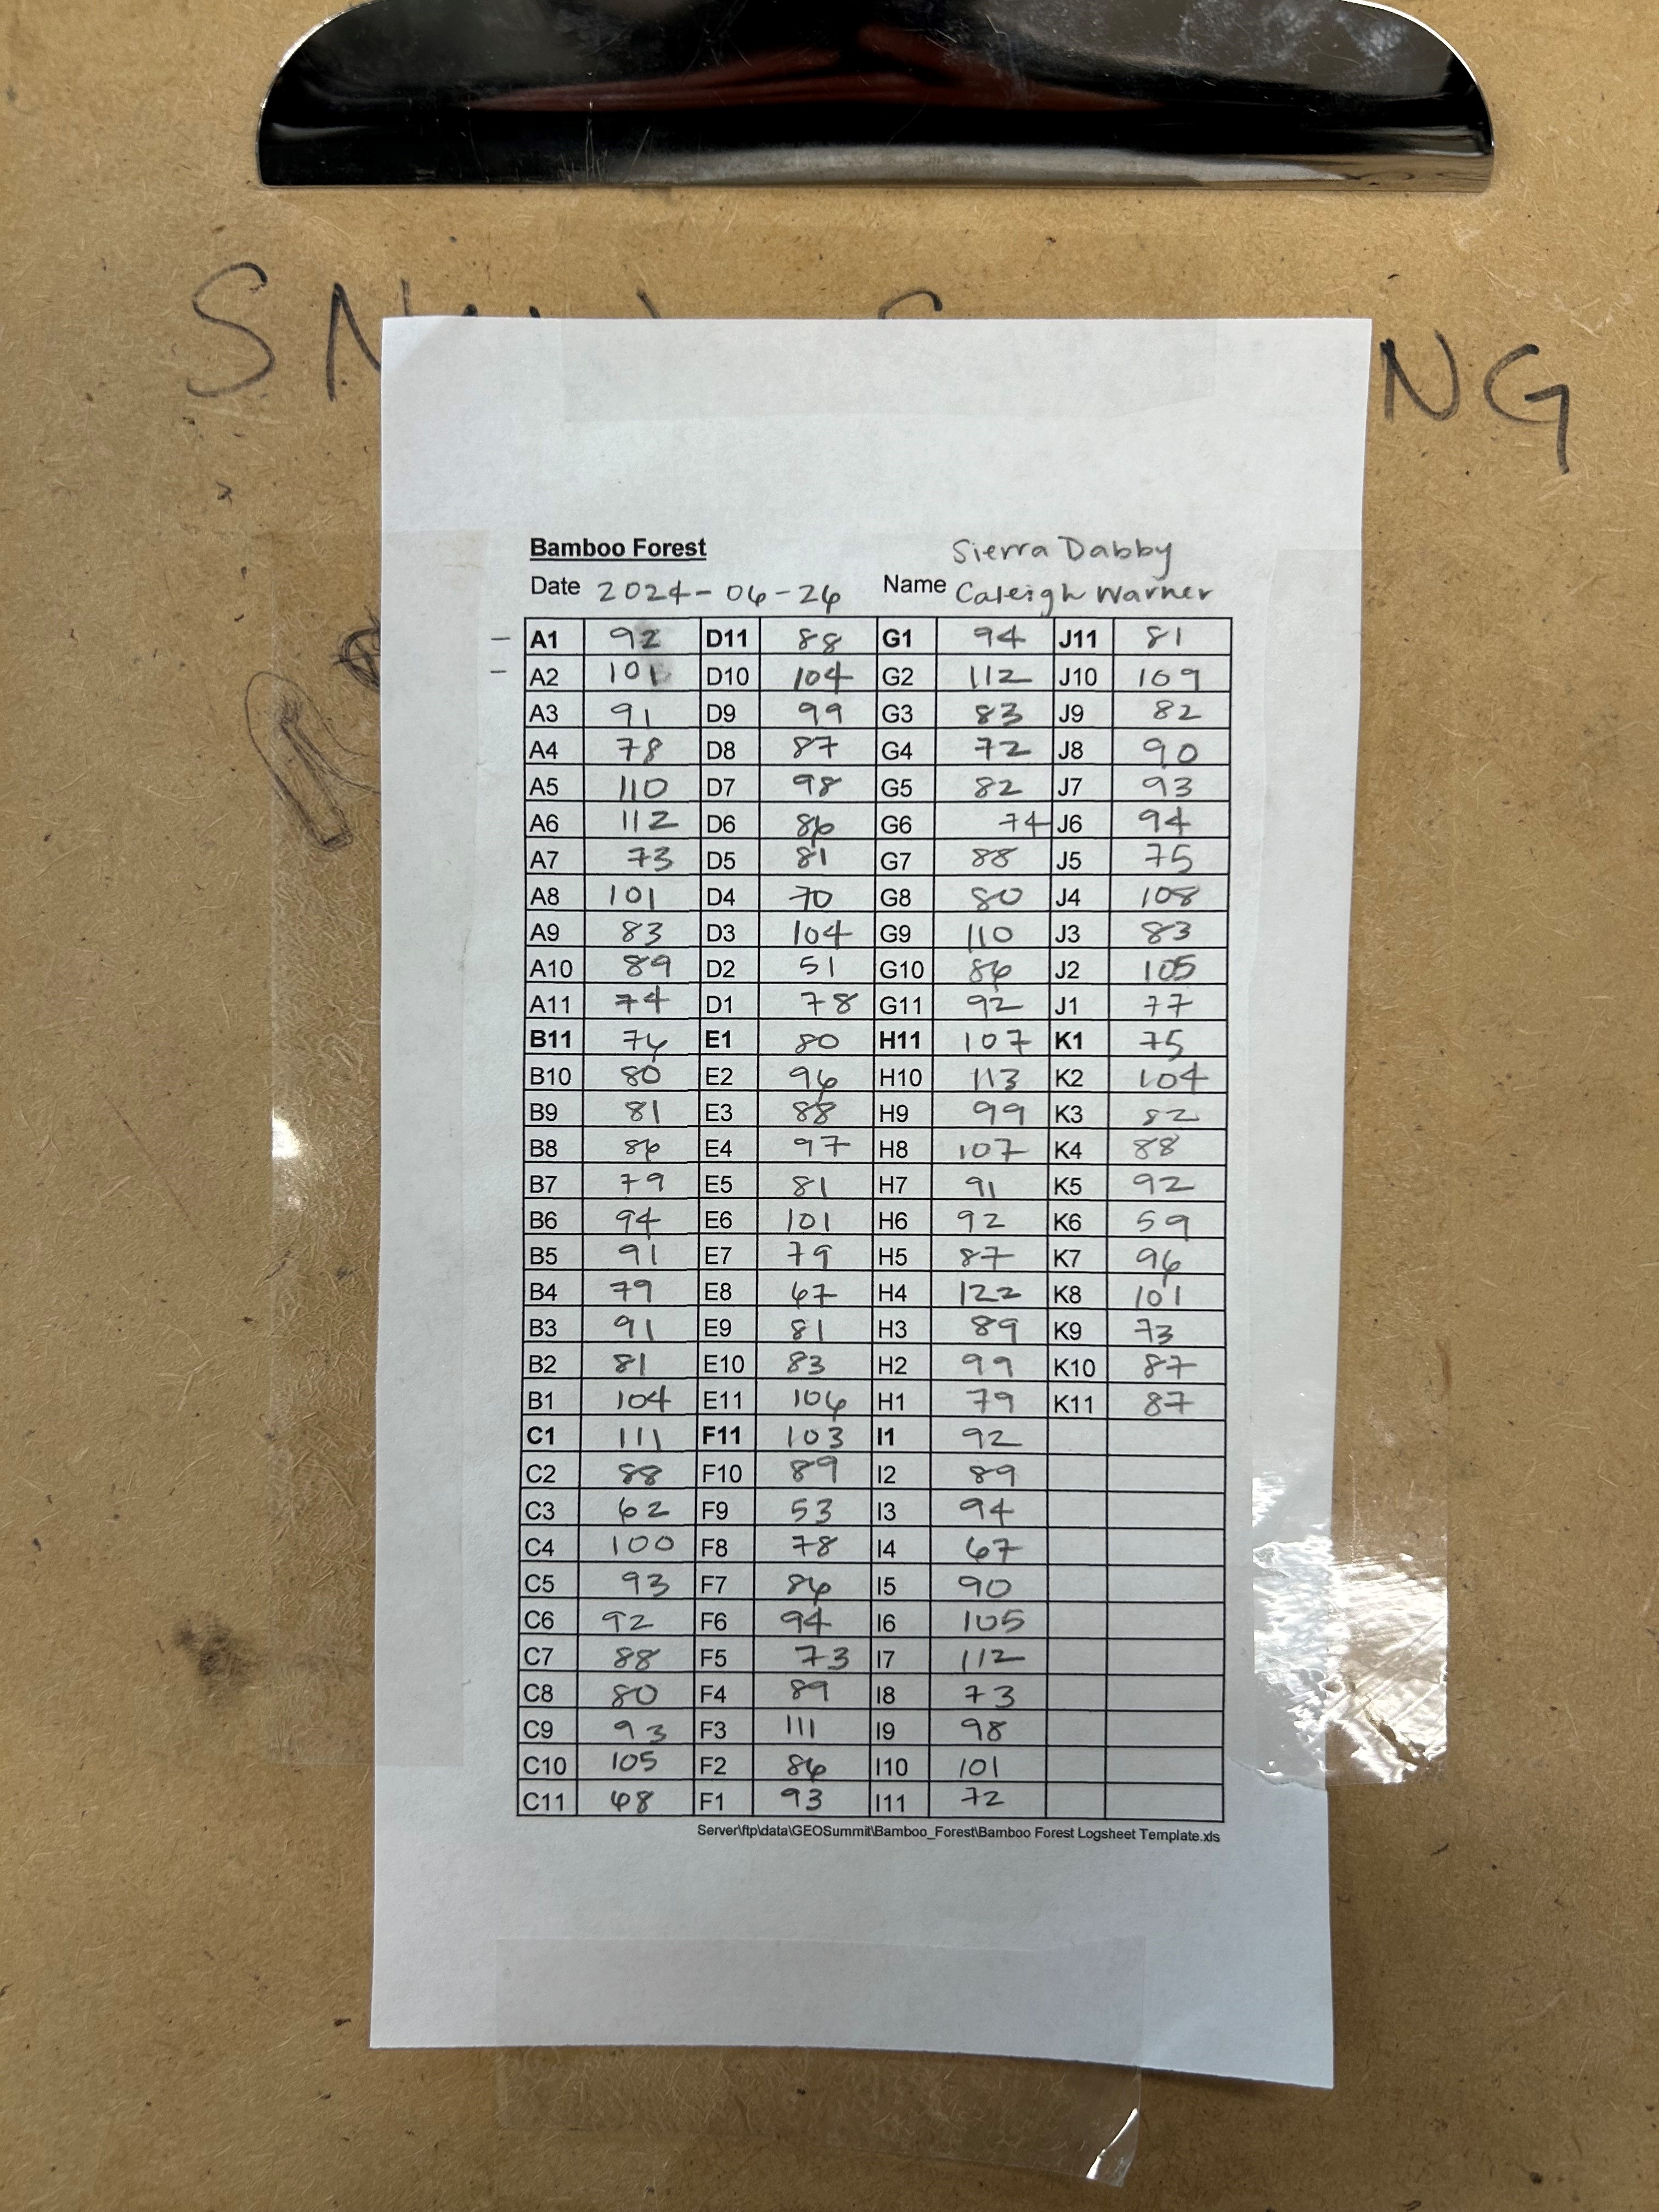 NG
Bamboo Forest Sierra Dabby
Date 2024-06-26 Name Caleigh Warner
– A1 92 D11 88 G1 94 J11 81
– A2 101 D10 104 G2 112 J10 109
A3 91 D9 99 G3 83 J9 82
A4 78 D8 87 G4 72 J8 90
A5 110 D7 98 G5 82 J7 93
A6 112 D6 86 G6 74 J6 94
A7 73 D5 81 G7 88 J5 75
A8 101 D4 70 G8 80 J4 108
A9 83 D3 104 G9 110 J3 83
A10 89 D2 51 G10 86 J2 105
A11 74 D1 78 G11 92 J1 77
B11 76 E1 80 H11 107 K1 75
B10 80 E2 96 H10 113 K2 104
B9 81 E3 88 H9 99 K3 82
B8 86 E4 97 H8 107 K4 88
B7 79 E5 81 H7 91 K5 92
B6 94 E6 101 H6 92 K6 59
B5 91 E7 79 H5 87 K7 96
B4 79 E8 67 H4 122 K8 101
B3 91 E9 81 H3 89 K9 73
B2 81 E10 83 H2 99 K10 87
B1 104 E11 106 H1 79 K11 87
C1 111 F11 103 I1 92
C2 88 F10 89 I2 89
C3 62 F9 53 I3 94
C4 100 F8 78 I4 67
C5 93 F7 86 I5 90
C6 92 F6 94 I6 105
C7 88 F5 73 I7 112
C8 80 F4 89 I8 73
C9 93 F3 111 I9 98
C10 105 F2 86 I10 101
C11 68 F1 93 I11 72
Server\ftp\data\GEOSummit\Bamboo_Forest\Bamboo Forest Logsheet Template.xls